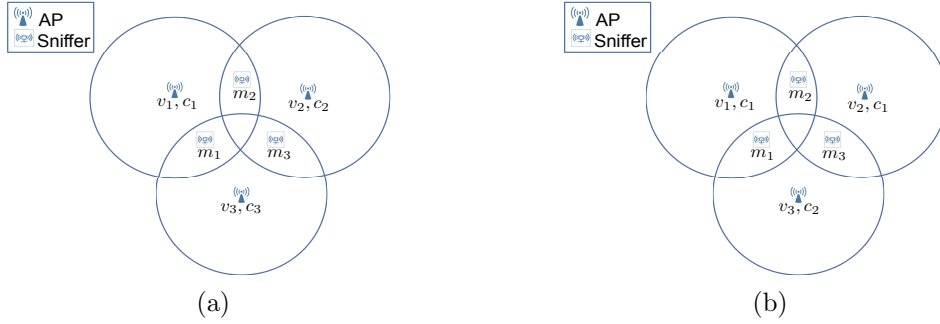 AP
Sniffer
v₁, c₁
m₂
v₂, c₂
m₁
m₃
v₃, c₃
(a)
AP
Sniffer
v₁, c₁
m₂
v₂, c₁
m₁
m₃
v₃, c₂
(b)